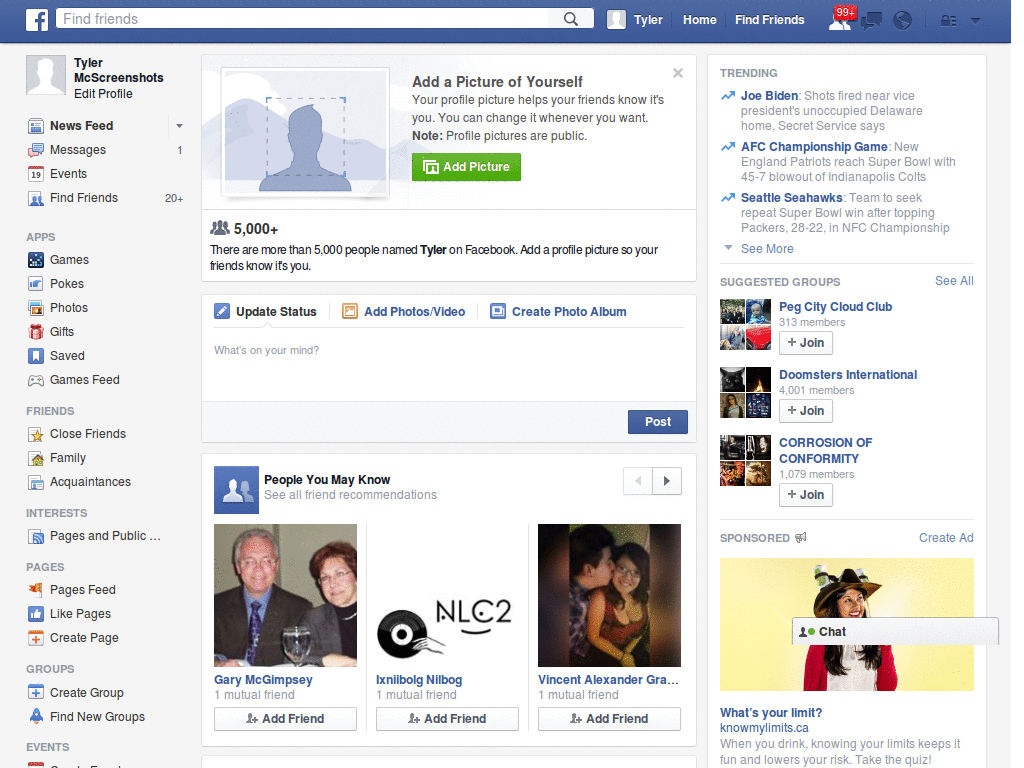 f
Find friends
Tyler
Home
Find Friends
99+
Tyler
McScreenshots
Edit Profile
News Feed
Messages 1
19
Events
Find Friends 20+
APPS
Games
Pokes
Photos
Gifts
Saved
Games Feed
FRIENDS
Close Friends
Family
Acquaintances
INTERESTS
Pages and Public ...
PAGES
Pages Feed
Like Pages
Create Page
GROUPS
Create Group
Find New Groups
EVENTS
Add a Picture of Yourself
Your profile picture helps your friends know it's
you. You can change it whenever you want.
Note: Profile pictures are public.
Add Picture
5,000+
There are more than 5,000 people named Tyler on Facebook. Add a profile picture so your
friends know it's you.
Update Status
Add Photos/Video
Create Photo Album
What's on your mind?
Post
People You May Know
See all friend recommendations
NLC2
Gary McGimpsey
1 mutual friend
Add Friend
Ixniibolg Nilbog
1 mutual friend
Add Friend
Vincent Alexander Gra...
1 mutual friend
Add Friend
TRENDING
Joe Biden: Shots fired near vice
president's unoccupied Delaware
home, Secret Service says
AFC Championship Game: New
England Patriots reach Super Bowl with
45-7 blowout of Indianapolis Colts
Seattle Seahawks: Team to seek
repeat Super Bowl win after topping
Packers, 28-22, in NFC Championship
See More
SUGGESTED GROUPS See All
Peg City Cloud Club
313 members
+ Join
Doomsters International
4,001 members
+ Join
CORROSION OF
CONFORMITY
1,079 members
+ Join
SPONSORED Create Ad
Chat
What's your limit?
knowmylimits.ca
When you drink, knowing your limits keeps it
fun and lowers your risk. Take the quiz!